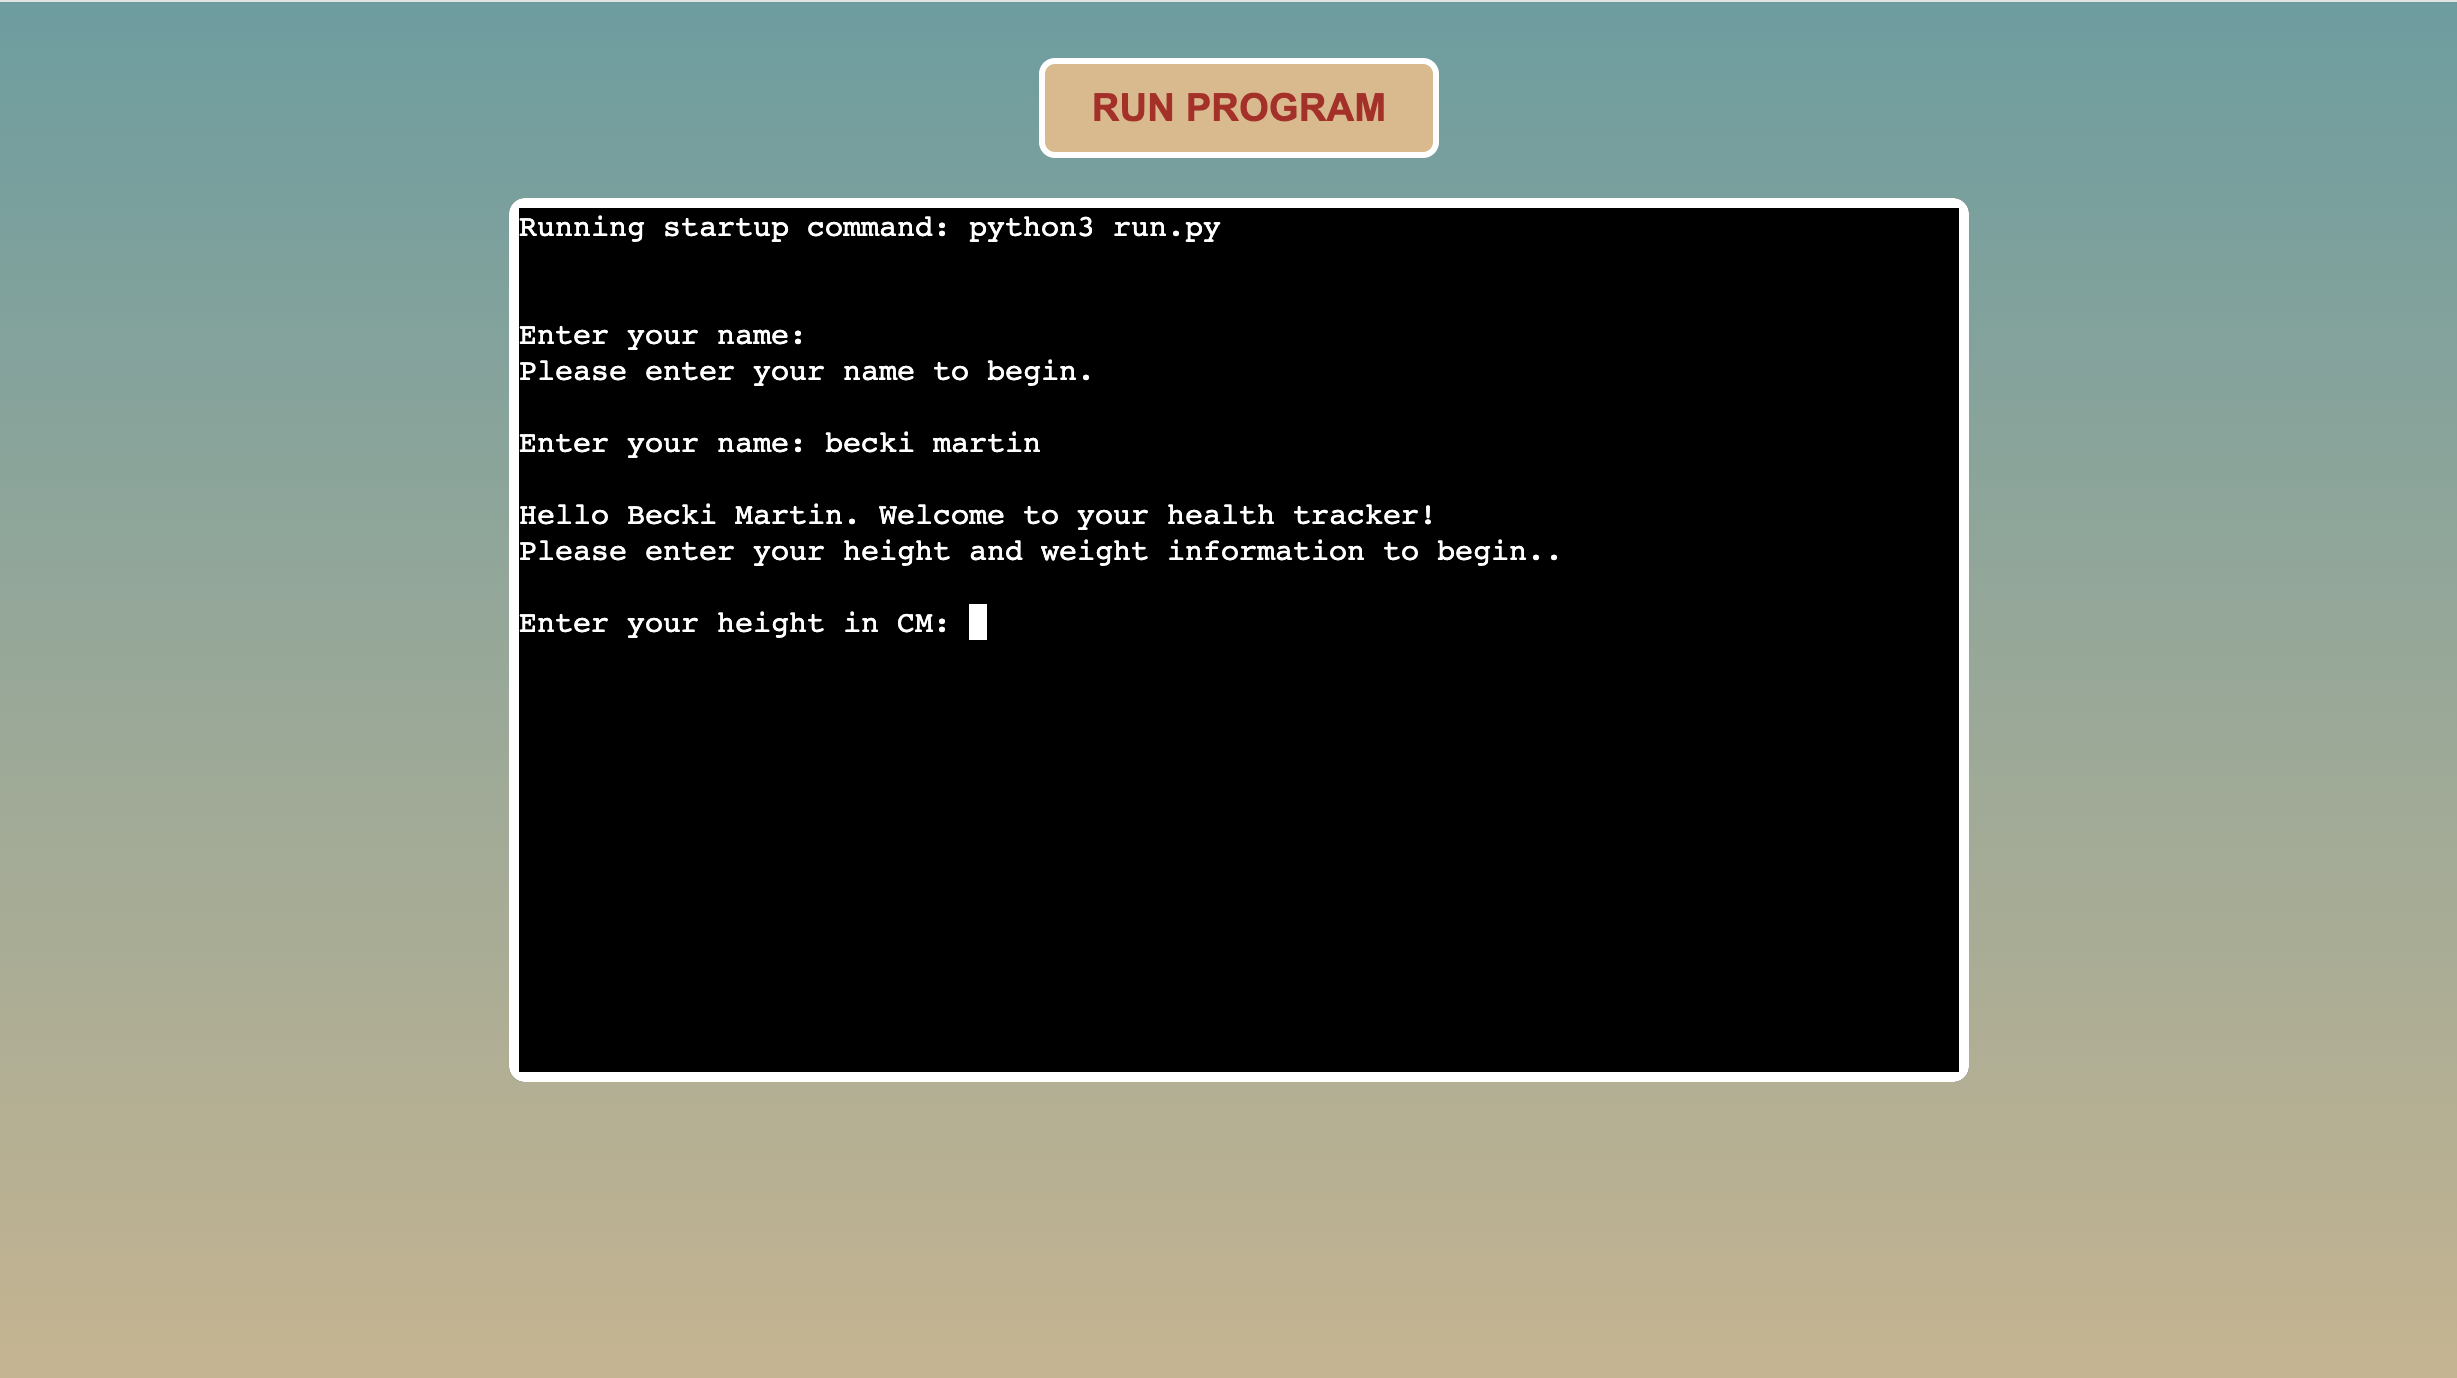 RUN PROGRAM
Running startup command: python3 run.py
Enter your name:
Please enter your name to begin.
Enter your name: becki martin
Hello Becki Martin. Welcome to your health tracker!
Please enter your height and weight information to begin..
Enter your height in CM: